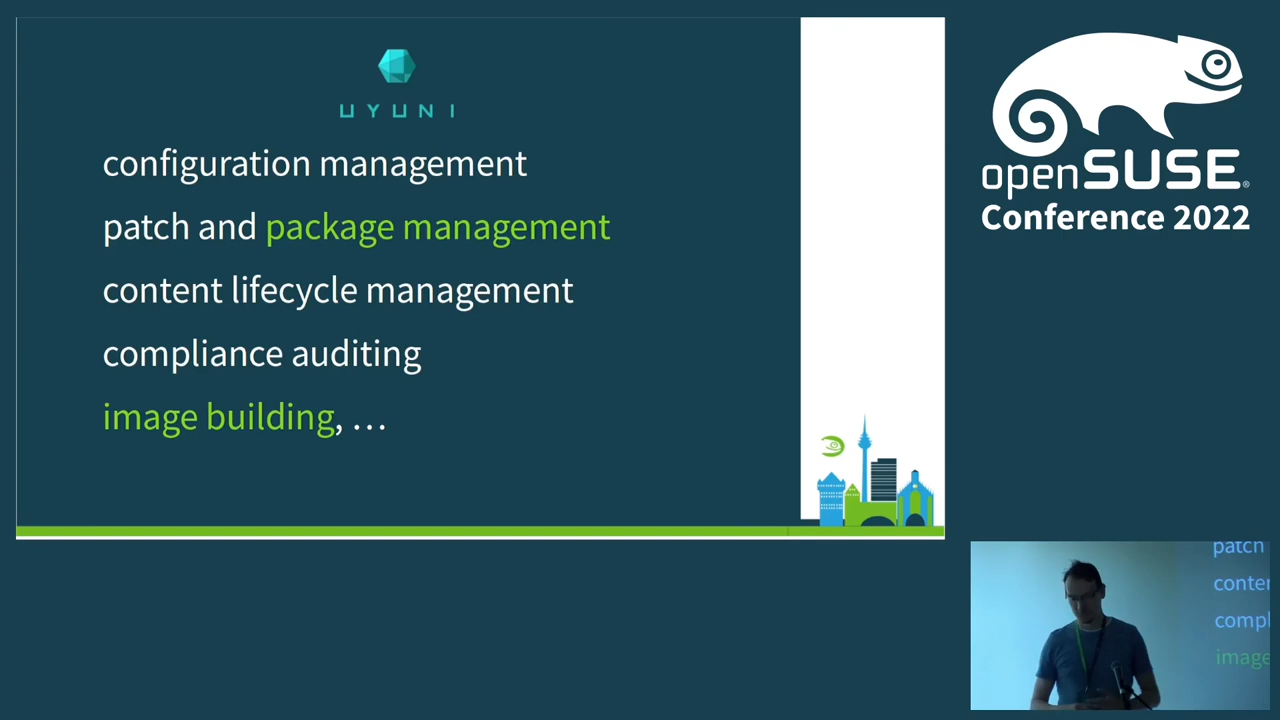 UYUNI
configuration management
patch and package management
content lifecycle management
compliance auditing
image building, …
openSUSE®
Conference 2022
patch
conte
compl
image